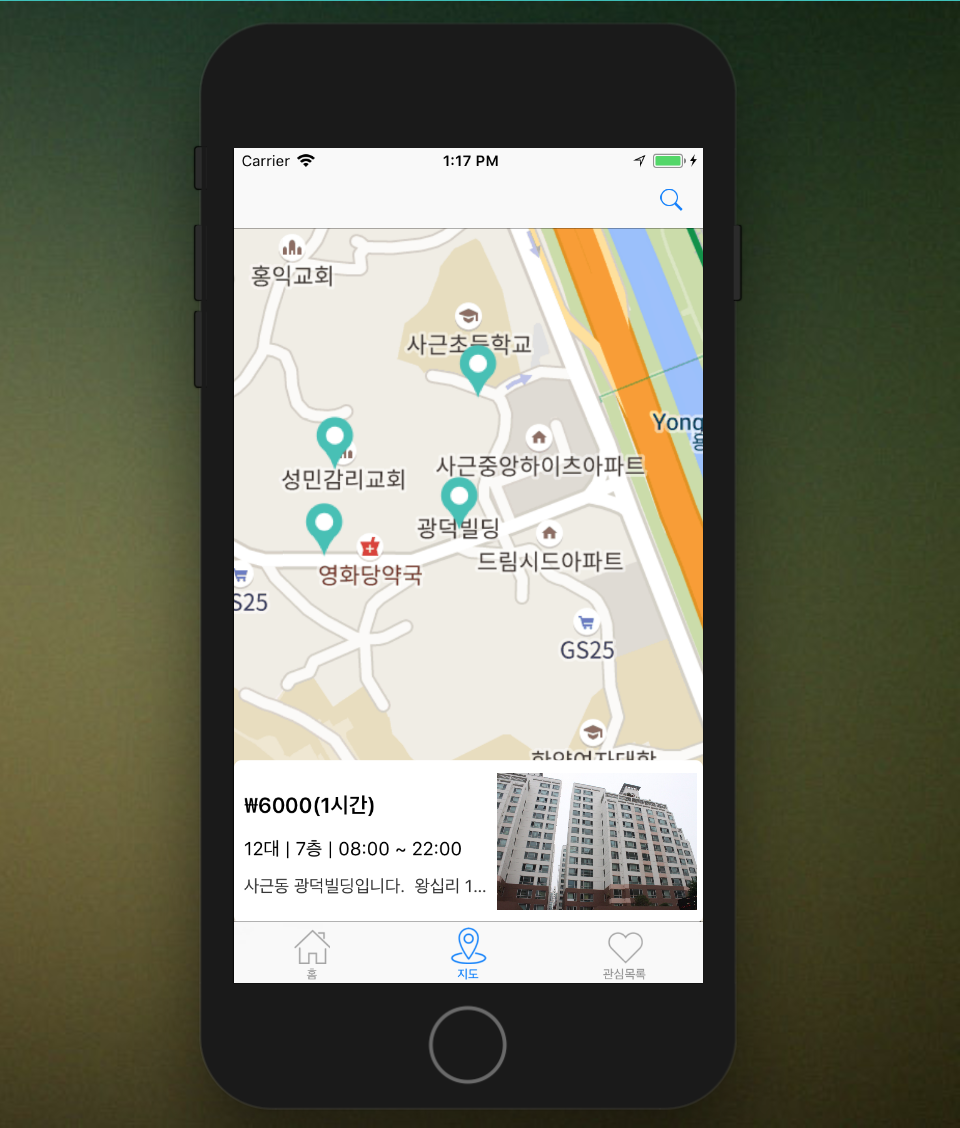 Carrier
1:17 PM
홍익교회
사근초등학교
Yong
성민감리교회
사근중앙하이츠아파트
광덕빌딩
드림시드아파트
영화당약국
S25
GS25
한양여자대학
₩6000(1시간)
12대 | 7층 | 08:00 ~ 22:00
사근동 광덕빌딩입니다.  왕십리 1...
홈
지도
관심목록